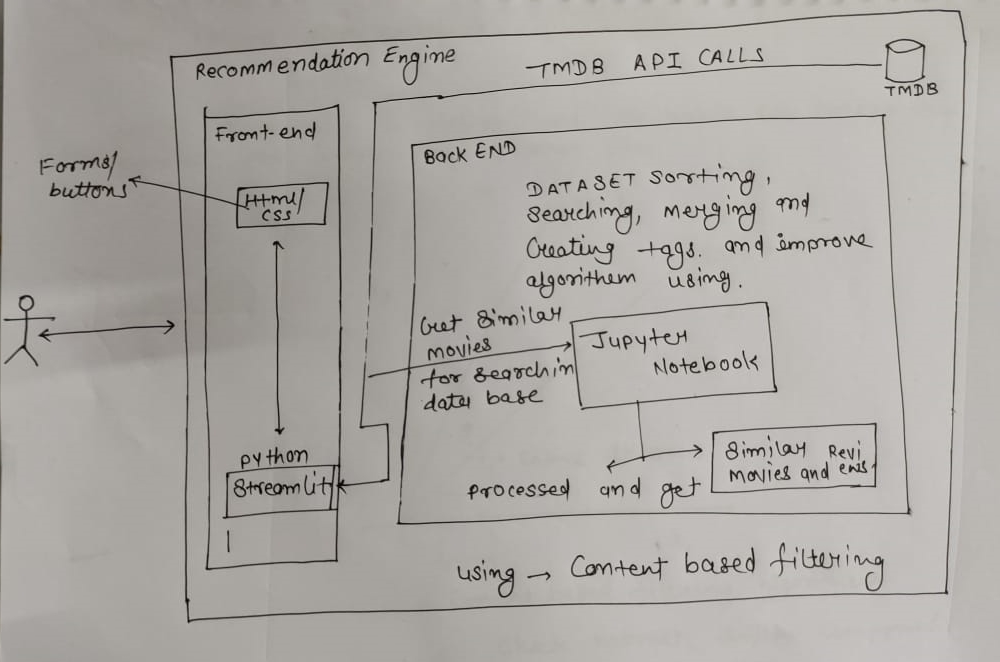 Recommendation Engine
TMDB API CALLS
TMDB
Front-end
Forms/
buttons
Html/
CSS
python
Streamlit
Back END
DATASET sorting,
searching, merging and
Creating tags. and improve
algorithem using.
Get similar
movies
for searchin
data base
Jupyter
Notebook
processed and get
Similar Revi
movies and ews.
using → Content based filtering